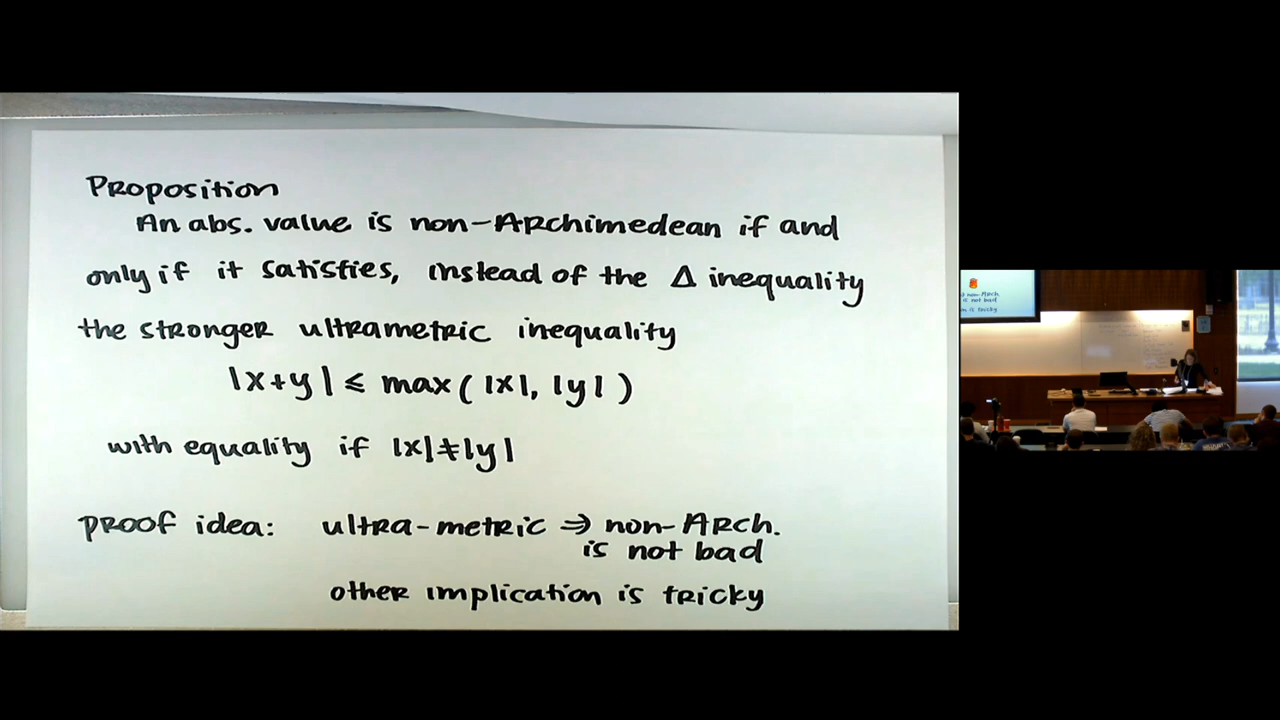 Proposition
An abs. value is non-Archimedean if and
only if it satisfies, instead of the Δ inequality
the stronger ultrametric inequality
|x+y| ≤ max( |x|, |y| )
with equality if |x|≠|y|
Proof idea: ultra-metric ⇒ non-Arch.
is not bad
other implication is tricky